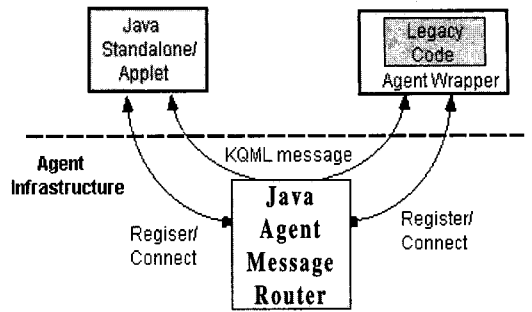 Java
Standalone/
Applet
Legacy
Code
Agent Wrapper
KQML message
Agent
Infrastructure
Regiser/
Connect
Java
Agent
Message
Router
Register/
Connect